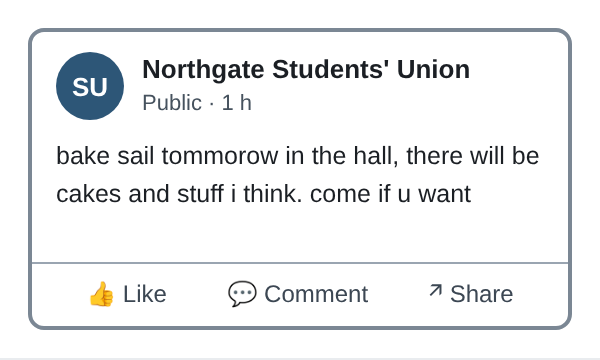 SU
Northgate Students' Union
Public · 1 h
bake sail tommorow in the hall, there will be
cakes and stuff i think. come if u want
👍 Like 💬 Comment ↗ Share